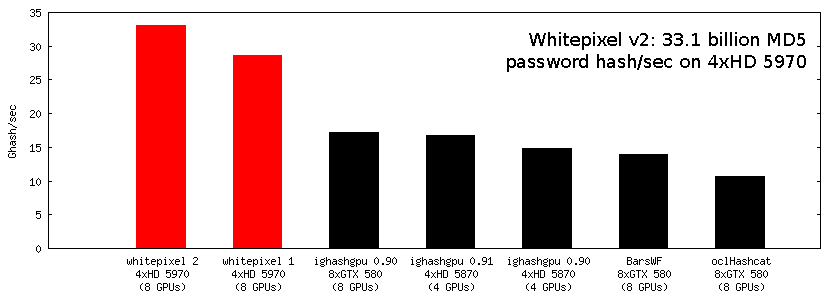 Whitepixel v2: 33.1 billion MD5
password hash/sec on 4xHD 5970
Ghash/sec
35
30
25
20
15
10
5
0
whitepixel 2
4xHD 5970
(8 GPUs)
whitepixel 1
4xHD 5970
(8 GPUs)
ighashgpu 0.90
8xGTX 580
(8 GPUs)
ighashgpu 0.91
4xHD 5870
(4 GPUs)
ighashgpu 0.90
4xHD 5870
(4 GPUs)
BarsWF
8xGTX 580
(8 GPUs)
oclHashcat
8xGTX 580
(8 GPUs)